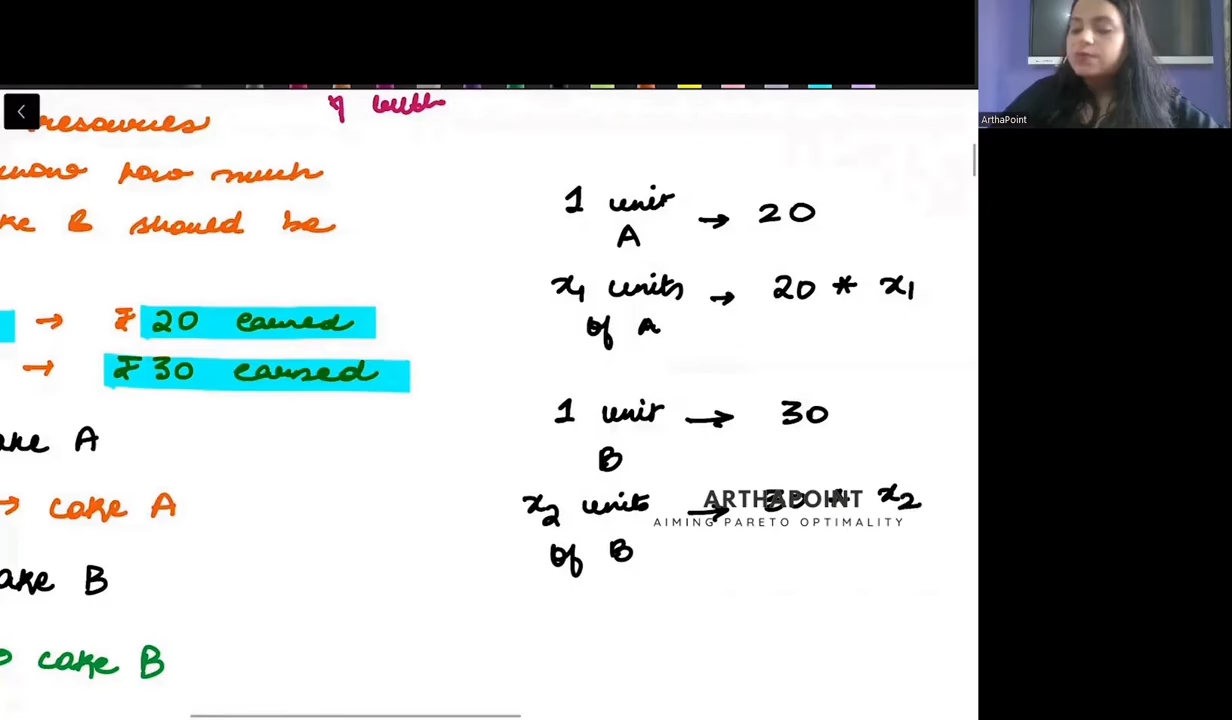 resources
how much
B should be
→ ₹ 20 earned
→ ₹ 30 earned
cake A
→ cake A
cake B
cake B
1 unit → 20
A
x1 units → 20 * x1
of A
1 unit → 30
B
x2 units → 30 * x2
of B
ARTHAPOINT
AIMING PARETO OPTIMALITY
ArthaPoint